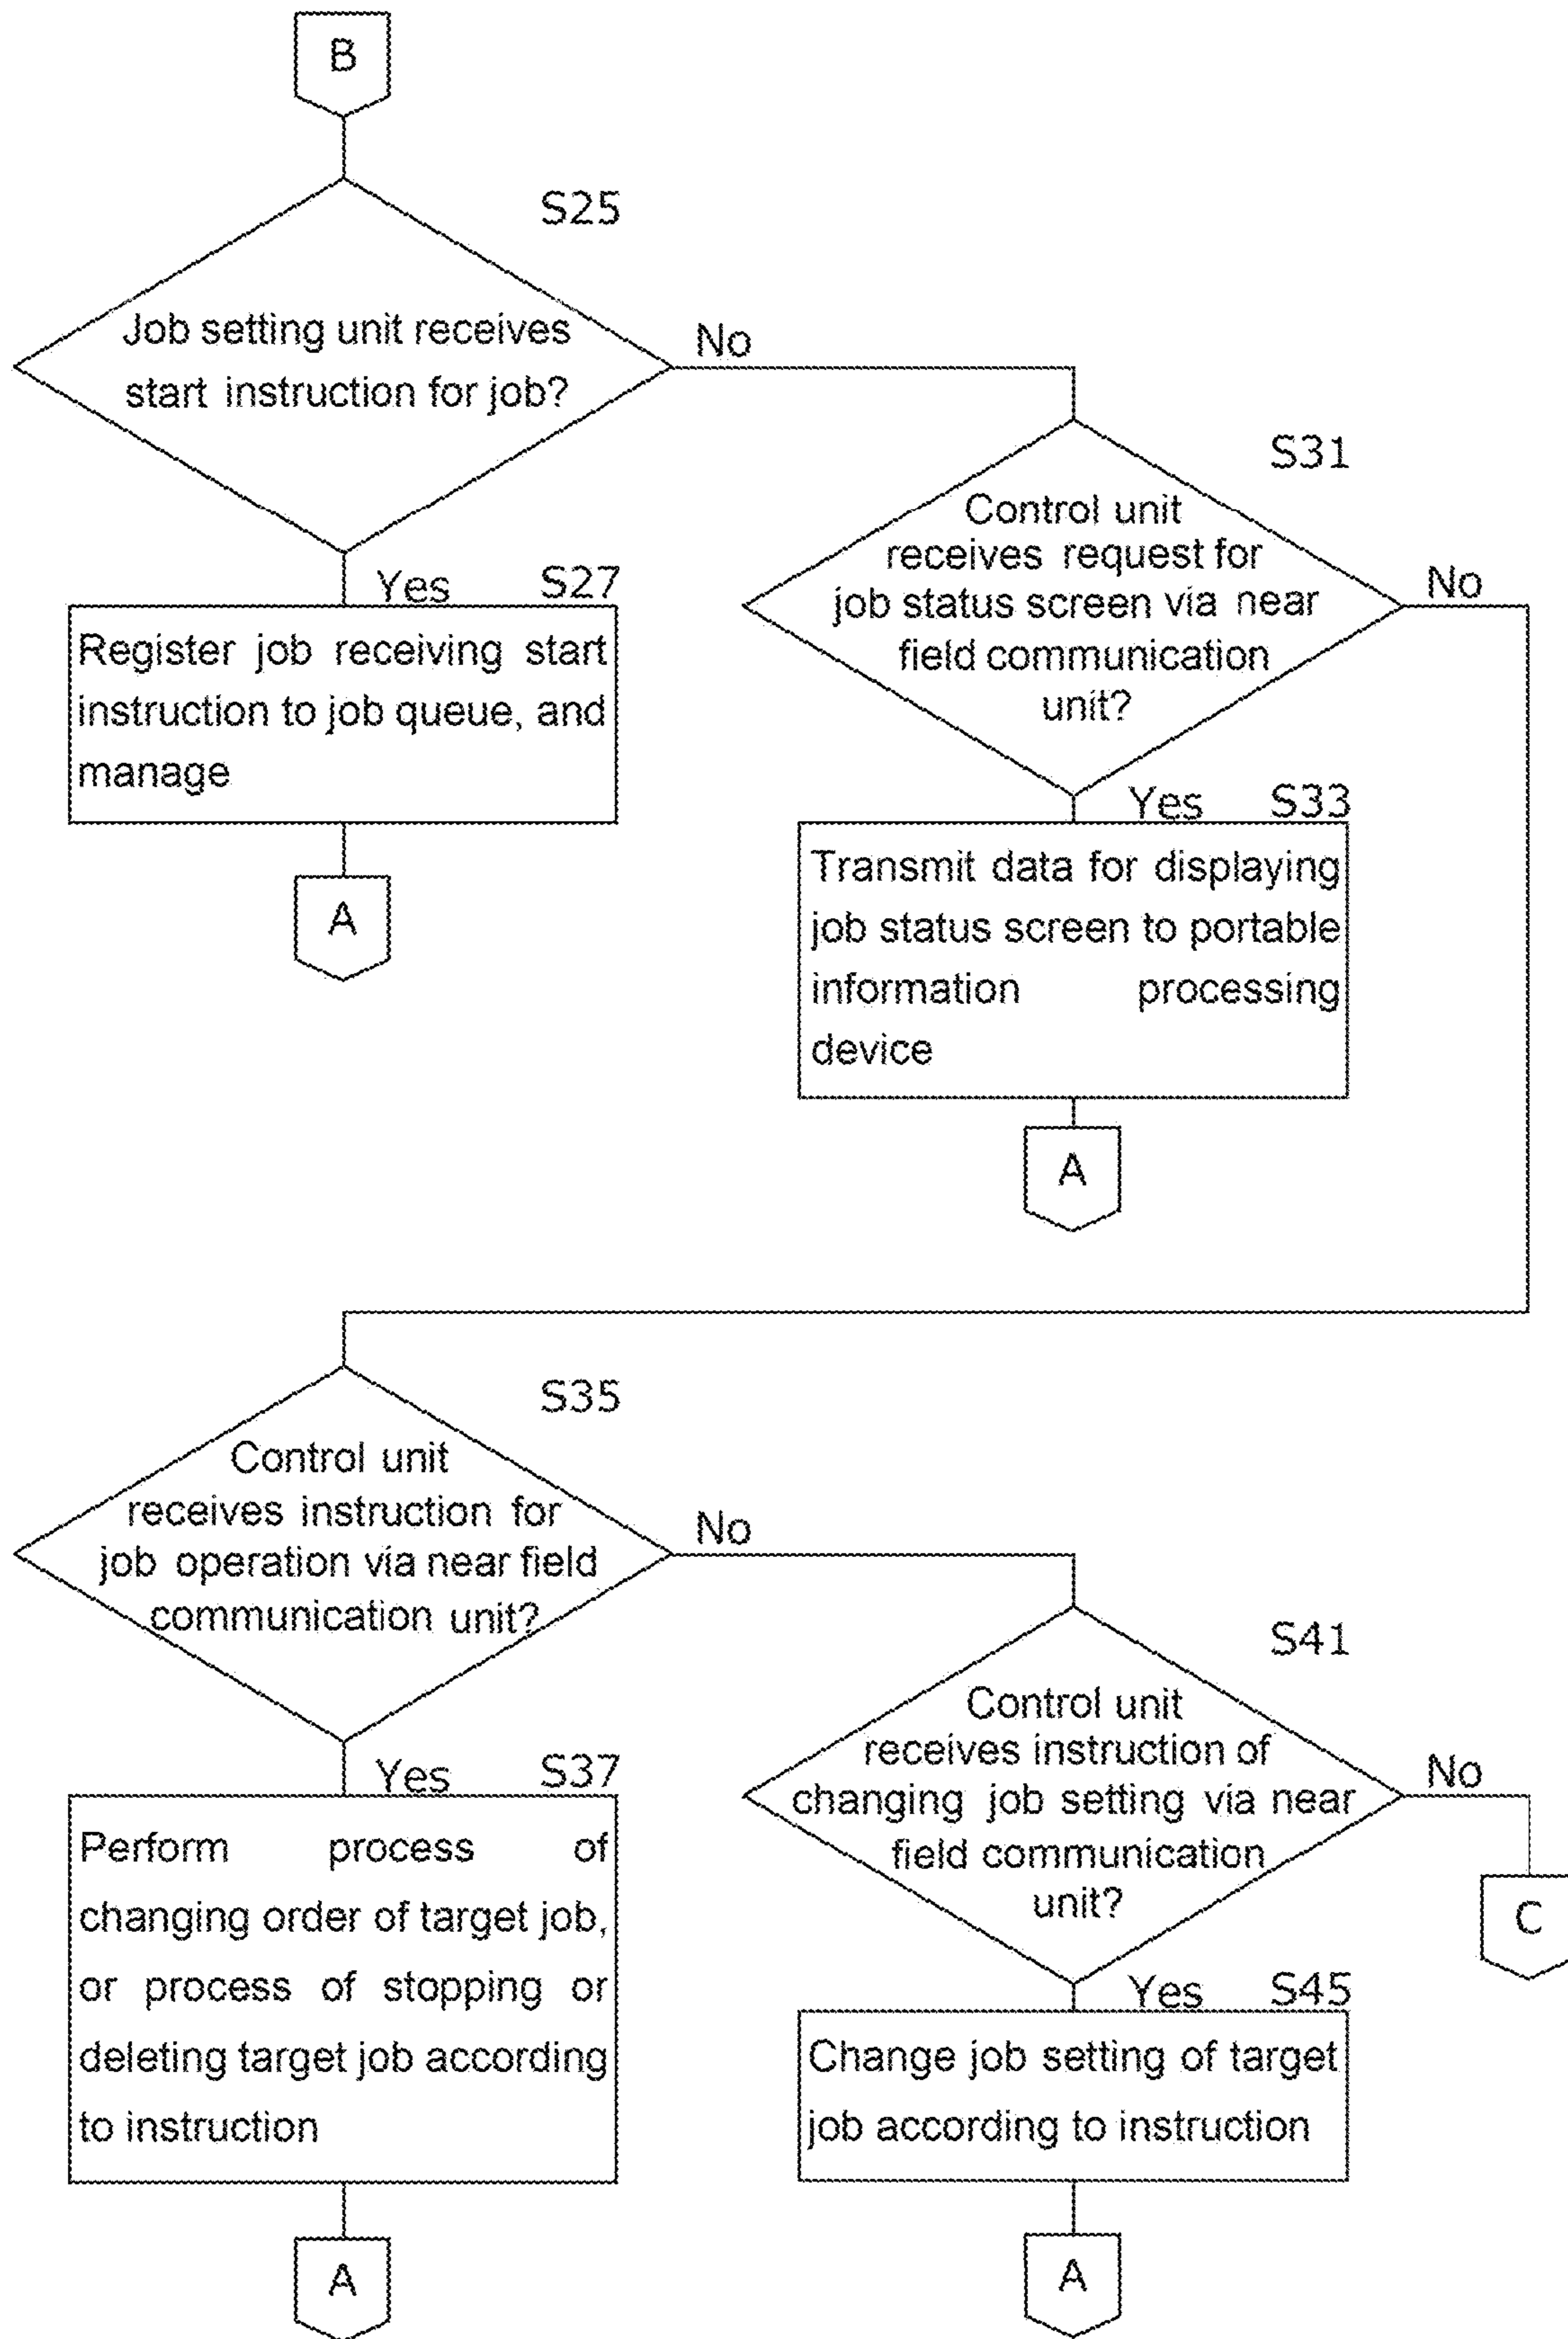 B
S25
Job setting unit receives
start instruction for job?
No
Yes
S27
Register job receiving start
instruction to job queue, and
manage
A
S31
Control unit
receives request for
job status screen via near
field communication
unit?
No
Yes
S33
Transmit data for displaying
job status screen to portable
information processing
device
A
S35
Control unit
receives instruction for
job operation via near field
communication unit?
No
Yes
S37
Perform process of
changing order of target job,
or process of stopping or
deleting target job according
to instruction
A
S41
Control unit
receives instruction of
changing job setting via near
field communication
unit?
No
C
Yes
S45
Change job setting of target
job according to instruction
A